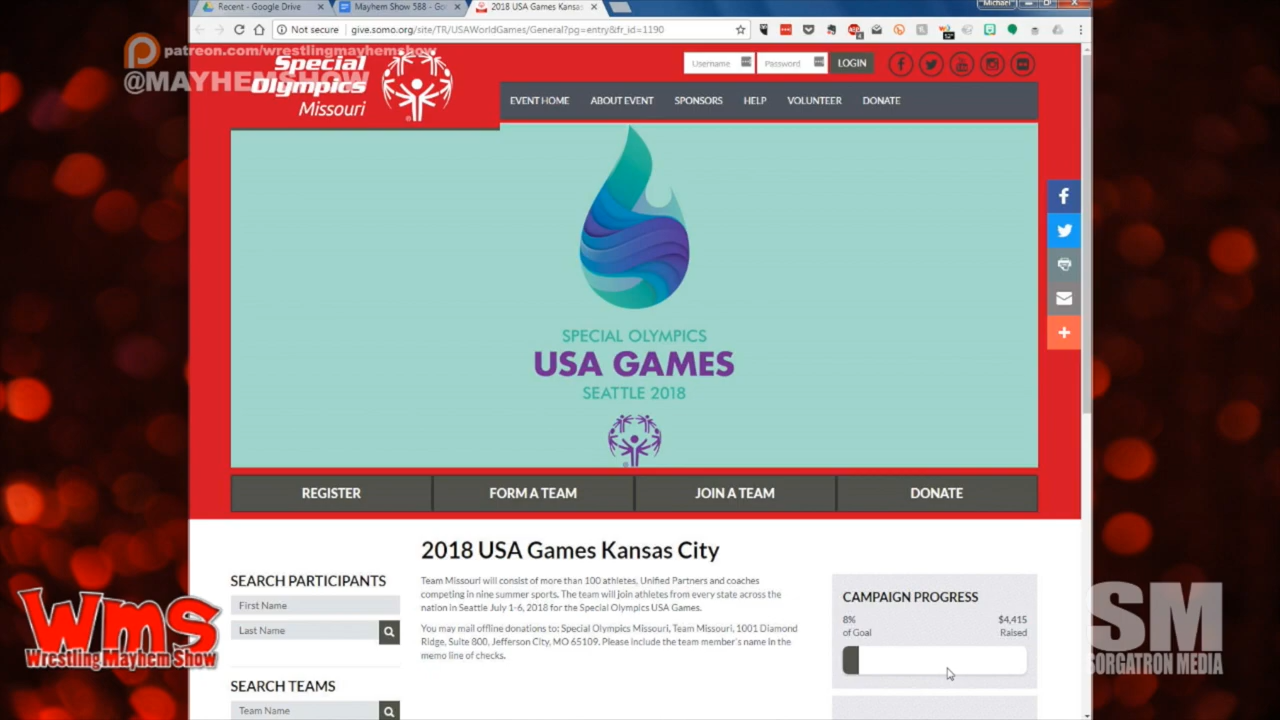 Recent - Google Drive
Mayhem Show 588 - Go
2018 USA Games Kansas
Michael
Not secure
give.somo.org/site/TR/USAWorldGames/General?pg=entry&fr_id=1190
patreon.com/wrestlingmayhemshow
@MAYHEMSHOW
Special
Olympics
Missouri
Username
Password
LOGIN
EVENT HOME
ABOUT EVENT
SPONSORS
HELP
VOLUNTEER
DONATE
SPECIAL OLYMPICS
USA GAMES
SEATTLE 2018
REGISTER
FORM A TEAM
JOIN A TEAM
DONATE
2018 USA Games Kansas City
Team Missouri will consist of more than 100 athletes, Unified Partners and coaches
competing in nine summer sports. The team will join athletes from every state across the
nation in Seattle July 1-6, 2018 for the Special Olympics USA Games.
You may mail offline donations to: Special Olympics Missouri, Team Missouri, 1001 Diamond
Ridge, Suite 800, Jefferson City, MO 65109. Please include the team member's name in the
memo line of checks.
SEARCH PARTICIPANTS
First Name
Last Name
SEARCH TEAMS
Team Name
CAMPAIGN PROGRESS
8%
of Goal
$4,415
Raised
wms
Wrestling Mayhem Show
SM
SORGATRON MEDIA